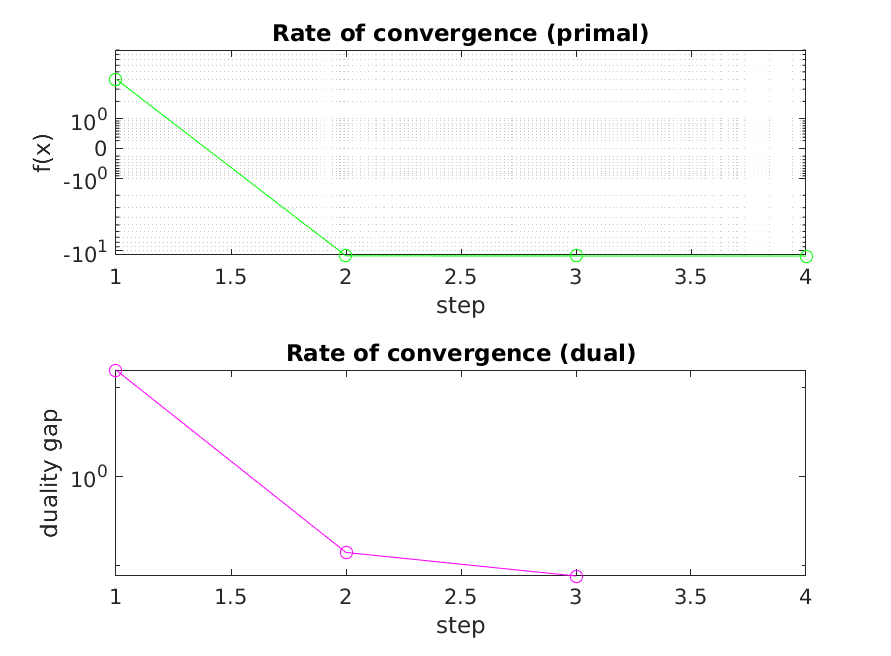 Rate of convergence (primal)
f(x)
10^0
0
-10^0
-10^1
1 1.5 2 2.5 3 3.5 4
step
Rate of convergence (dual)
duality gap
10^0
1 1.5 2 2.5 3 3.5 4
step